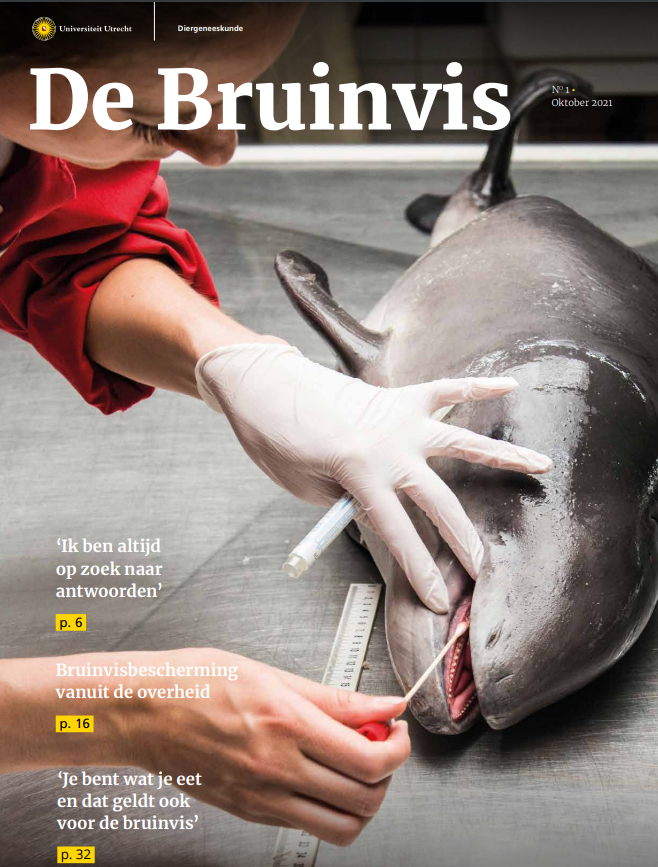 Universiteit Utrecht
Diergeneeskunde
De Bruinvis
Nº 1 •
Oktober 2021
‘Ik ben altijd
op zoek naar
antwoorden’
p. 6
Bruinvisbescherming
vanuit de overheid
p. 16
‘Je bent wat je eet
en dat geldt ook
voor de bruinvis’
p. 32